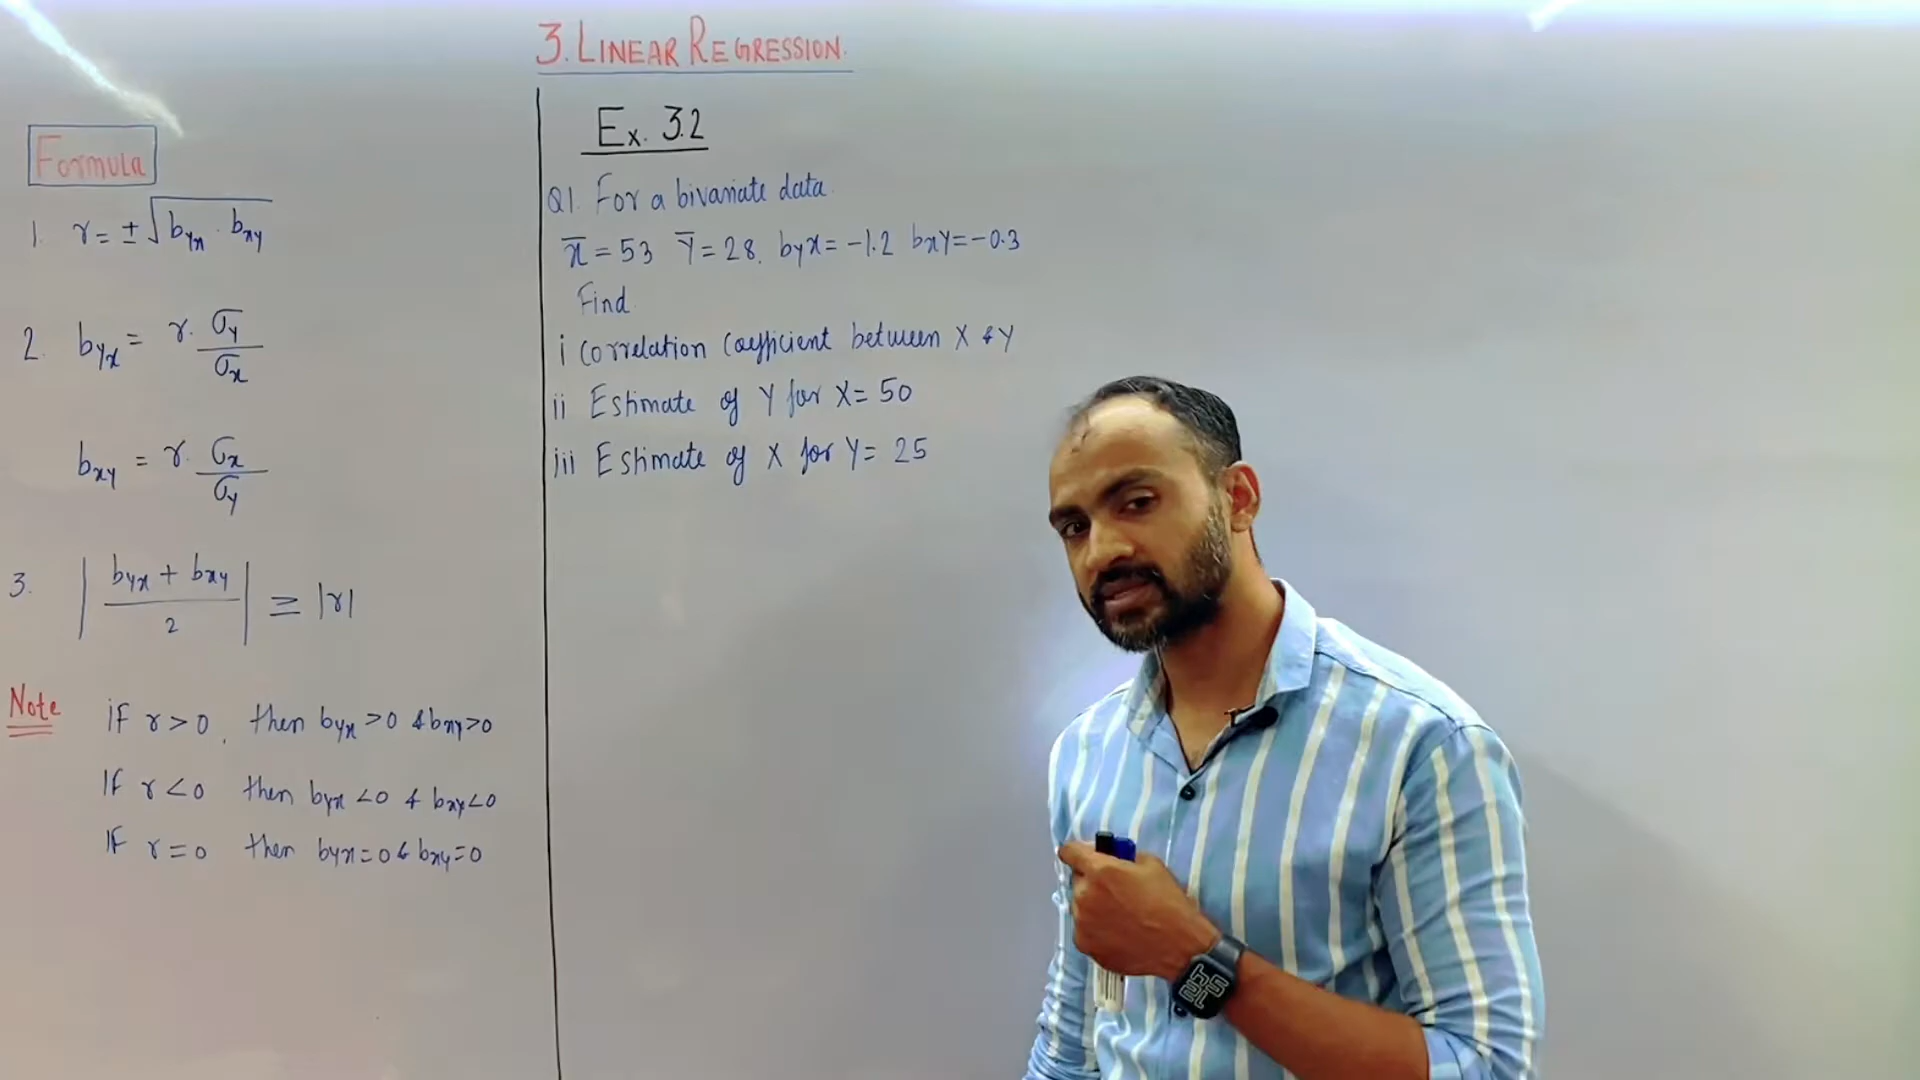 3. LINEAR REGRESSION.
Formula
1. r = ± √(byx . bxy)
2. byx = r. σy/σx
bxy = r. σx/σy
3. |(byx + bxy)/2| ≥ |r|
Note
if r > 0, then byx > 0 & bxy > 0
If r < 0 then byx < 0 & bxy < 0
If r = 0 then byx = 0 & bxy = 0
Ex. 3.2
Q1. For a bivariate data.
x̄ = 53 Ȳ = 28. byx = -1.2 bxy = -0.3
Find
i Correlation coefficient between X & Y
ii Estimate of Y for X = 50
iii Estimate of X for Y = 25